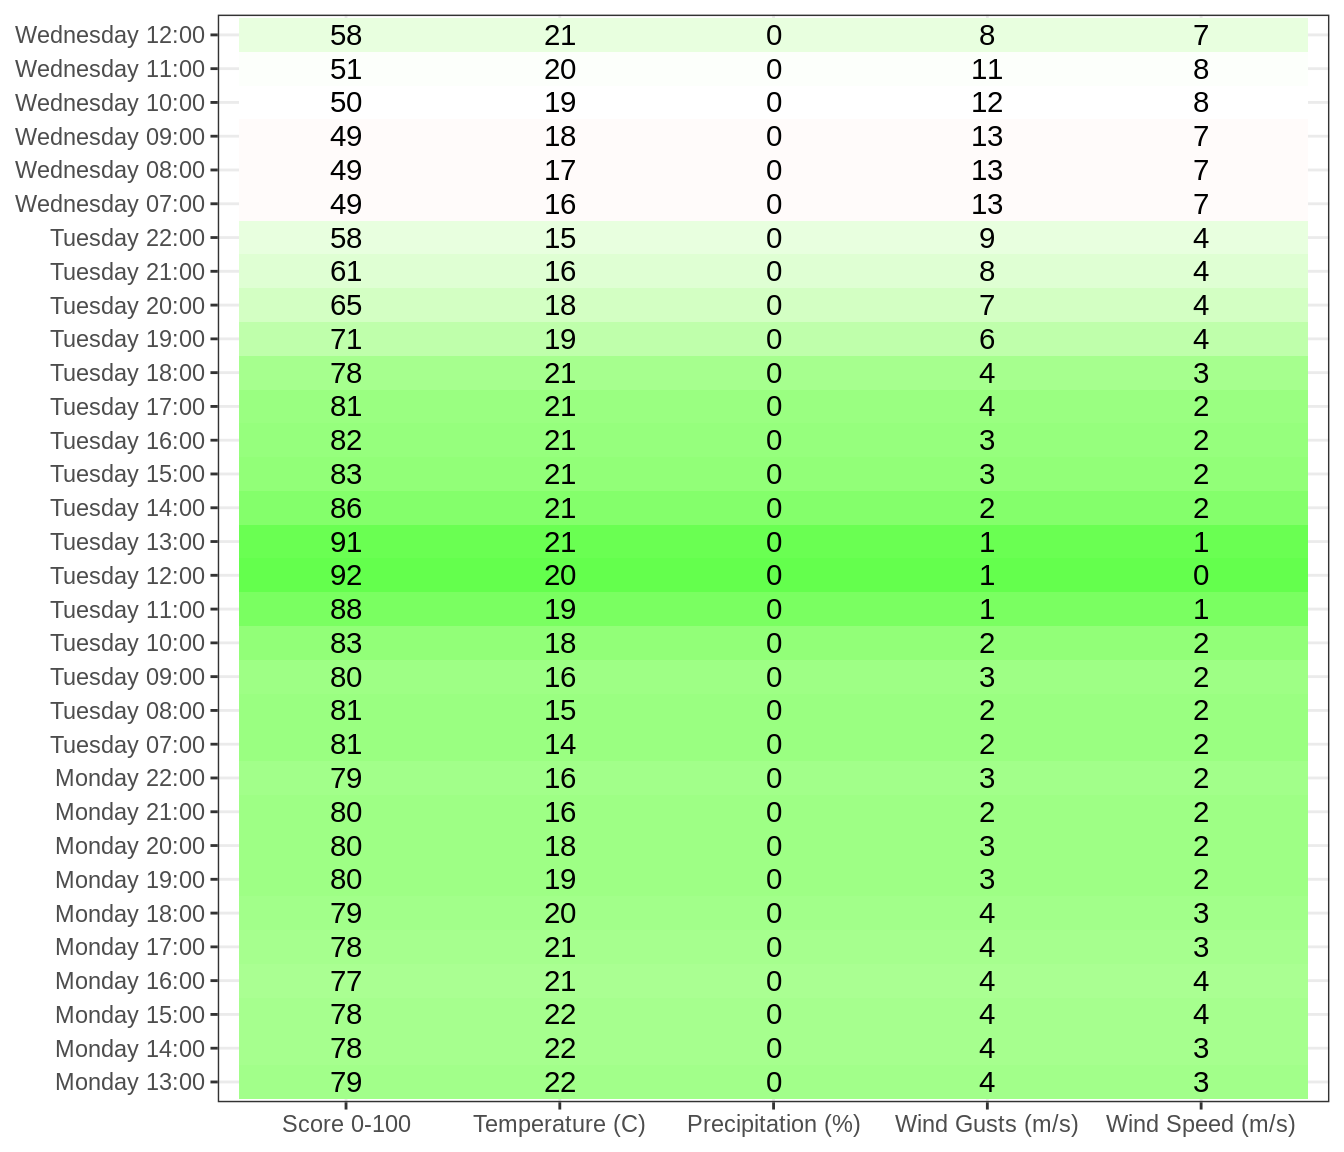 Wednesday 12:00 58 21 0 8 7
Wednesday 11:00 51 20 0 11 8
Wednesday 10:00 50 19 0 12 8
Wednesday 09:00 49 18 0 13 7
Wednesday 08:00 49 17 0 13 7
Wednesday 07:00 49 16 0 13 7
Tuesday 22:00 58 15 0 9 4
Tuesday 21:00 61 16 0 8 4
Tuesday 20:00 65 18 0 7 4
Tuesday 19:00 71 19 0 6 4
Tuesday 18:00 78 21 0 4 3
Tuesday 17:00 81 21 0 4 2
Tuesday 16:00 82 21 0 3 2
Tuesday 15:00 83 21 0 3 2
Tuesday 14:00 86 21 0 2 2
Tuesday 13:00 91 21 0 1 1
Tuesday 12:00 92 20 0 1 0
Tuesday 11:00 88 19 0 1 1
Tuesday 10:00 83 18 0 2 2
Tuesday 09:00 80 16 0 3 2
Tuesday 08:00 81 15 0 2 2
Tuesday 07:00 81 14 0 2 2
Monday 22:00 79 16 0 3 2
Monday 21:00 80 16 0 2 2
Monday 20:00 80 18 0 3 2
Monday 19:00 80 19 0 3 2
Monday 18:00 79 20 0 4 3
Monday 17:00 78 21 0 4 3
Monday 16:00 77 21 0 4 4
Monday 15:00 78 22 0 4 4
Monday 14:00 78 22 0 4 3
Monday 13:00 79 22 0 4 3
Score 0-100 Temperature (C) Precipitation (%) Wind Gusts (m/s) Wind Speed (m/s)